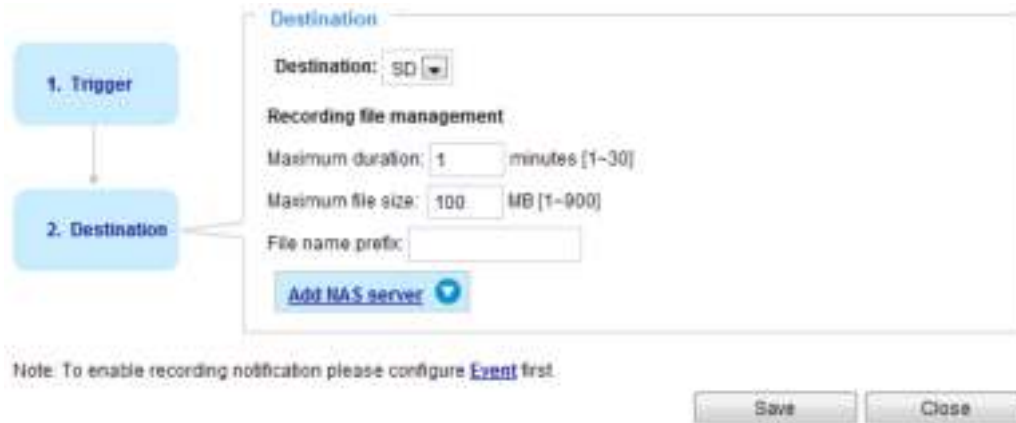 Destination
1. Trigger
Destination: SD
Recording file management
Maximum duration: 1 minutes [1~30]
Maximum file size: 100 MB [1~900]
2. Destination
File name prefix:
Add NAS server
Note: To enable recording notification please configure Event first
Save Close